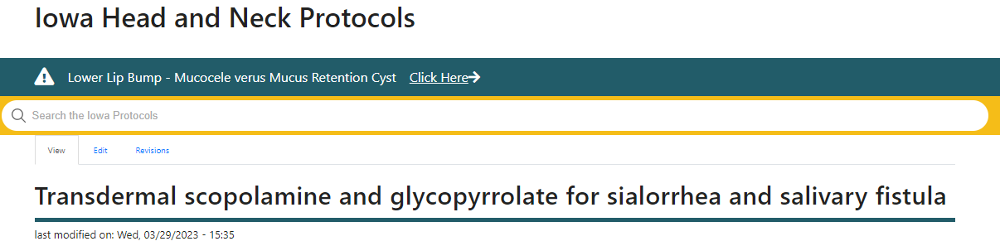 Iowa Head and Neck Protocols
Lower Lip Bump - Mucocele verus Mucus Retention Cyst Click Here
Search the Iowa Protocols
View Edit Revisions
Transdermal scopolamine and glycopyrrolate for sialorrhea and salivary fistula
last modified on: Wed, 03/29/2023 - 15:35